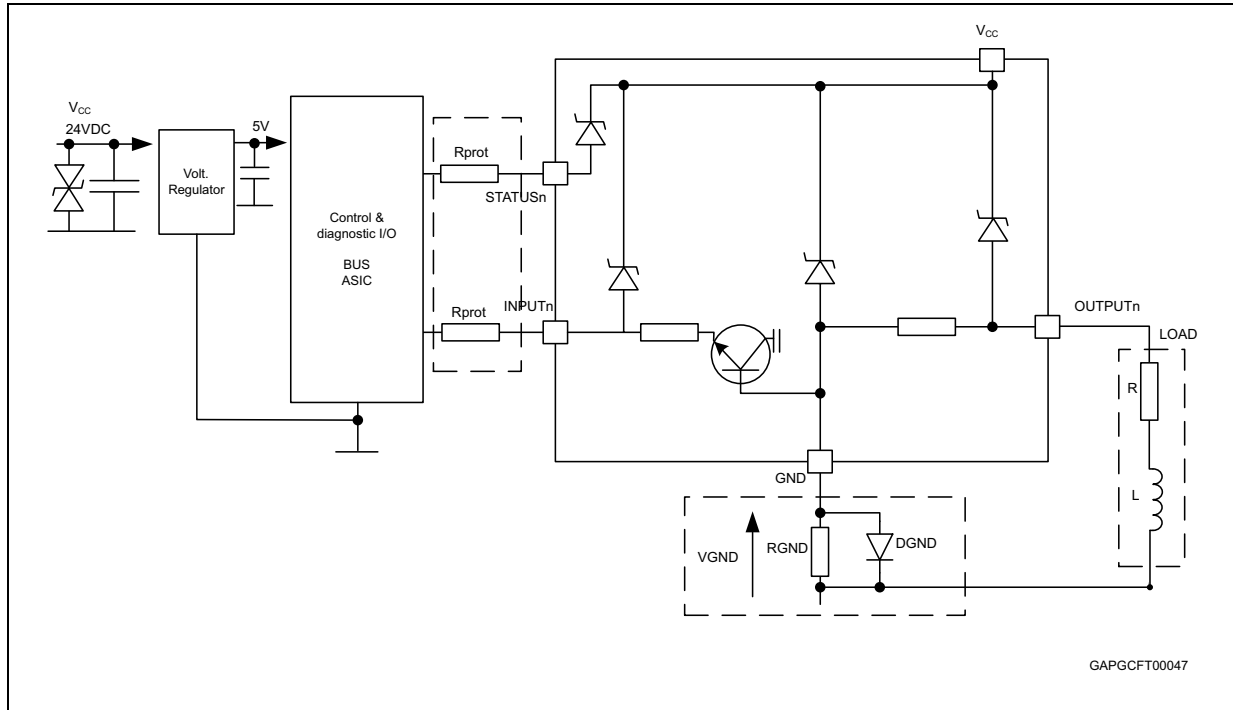 VCC
VCC
24VDC
5V
Volt.
Regulator
Rprot
STATUSn
Control &
diagnostic I/O
BUS
ASIC
Rprot
INPUTn
OUTPUTn
LOAD
R
L
GND
VGND
RGND
DGND
GAPGCFT00047